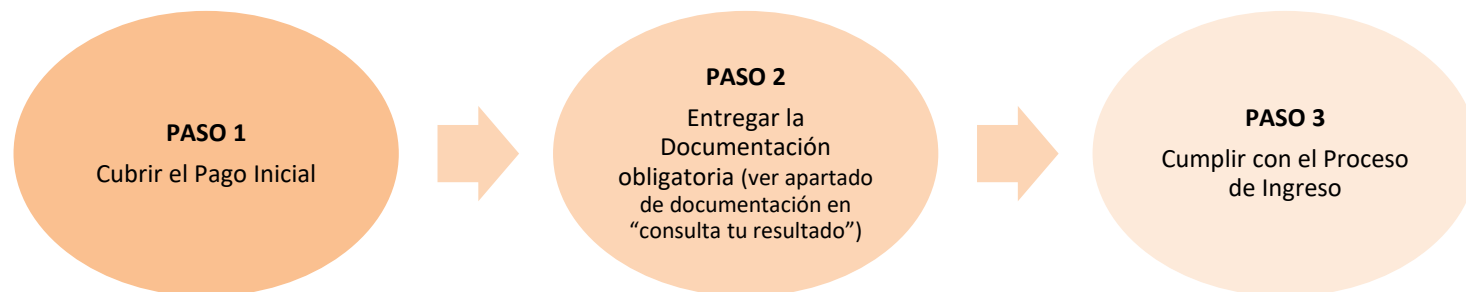 PASO 1
Cubrir el Pago Inicial
PASO 2
Entregar la
Documentación
obligatoria (ver apartado
de documentación en
“consulta tu resultado”)
PASO 3
Cumplir con el Proceso
de Ingreso